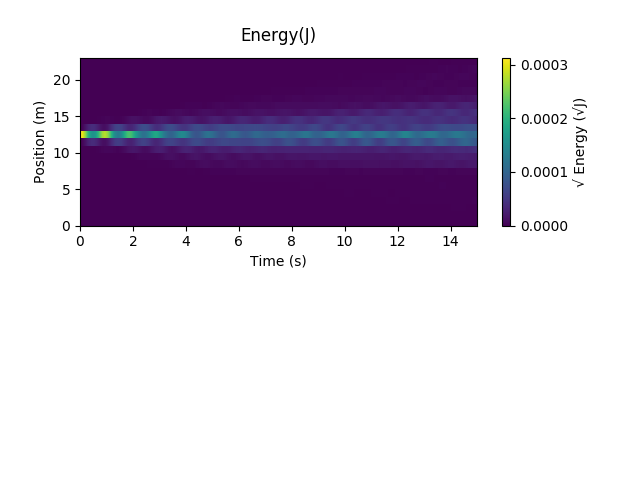 Energy(J)
Position (m)
20
15
10
5
0
0 2 4 6 8 10 12 14
Time (s)
0.0003
0.0002
0.0001
0.0000
√ Energy (√J)